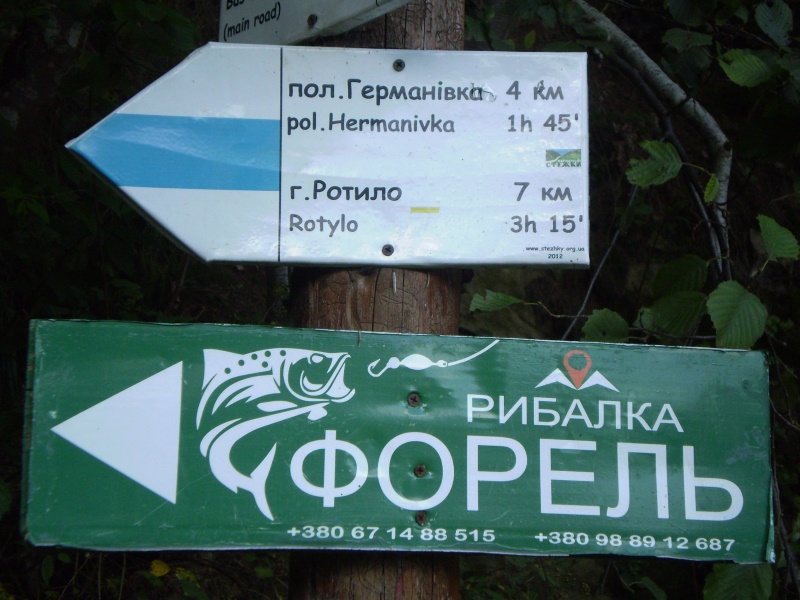 (main road)
пол.Германівка 4 км
pol.Hermanivka 1h 45'
СТЕЖКИ
г.Ротило 7 км
Rotylo 3h 15'
www.stezhky.org.ua
2012
РИБАЛКА
ФОРЕЛЬ
+380 67 14 88 515 +380 98 89 12 687